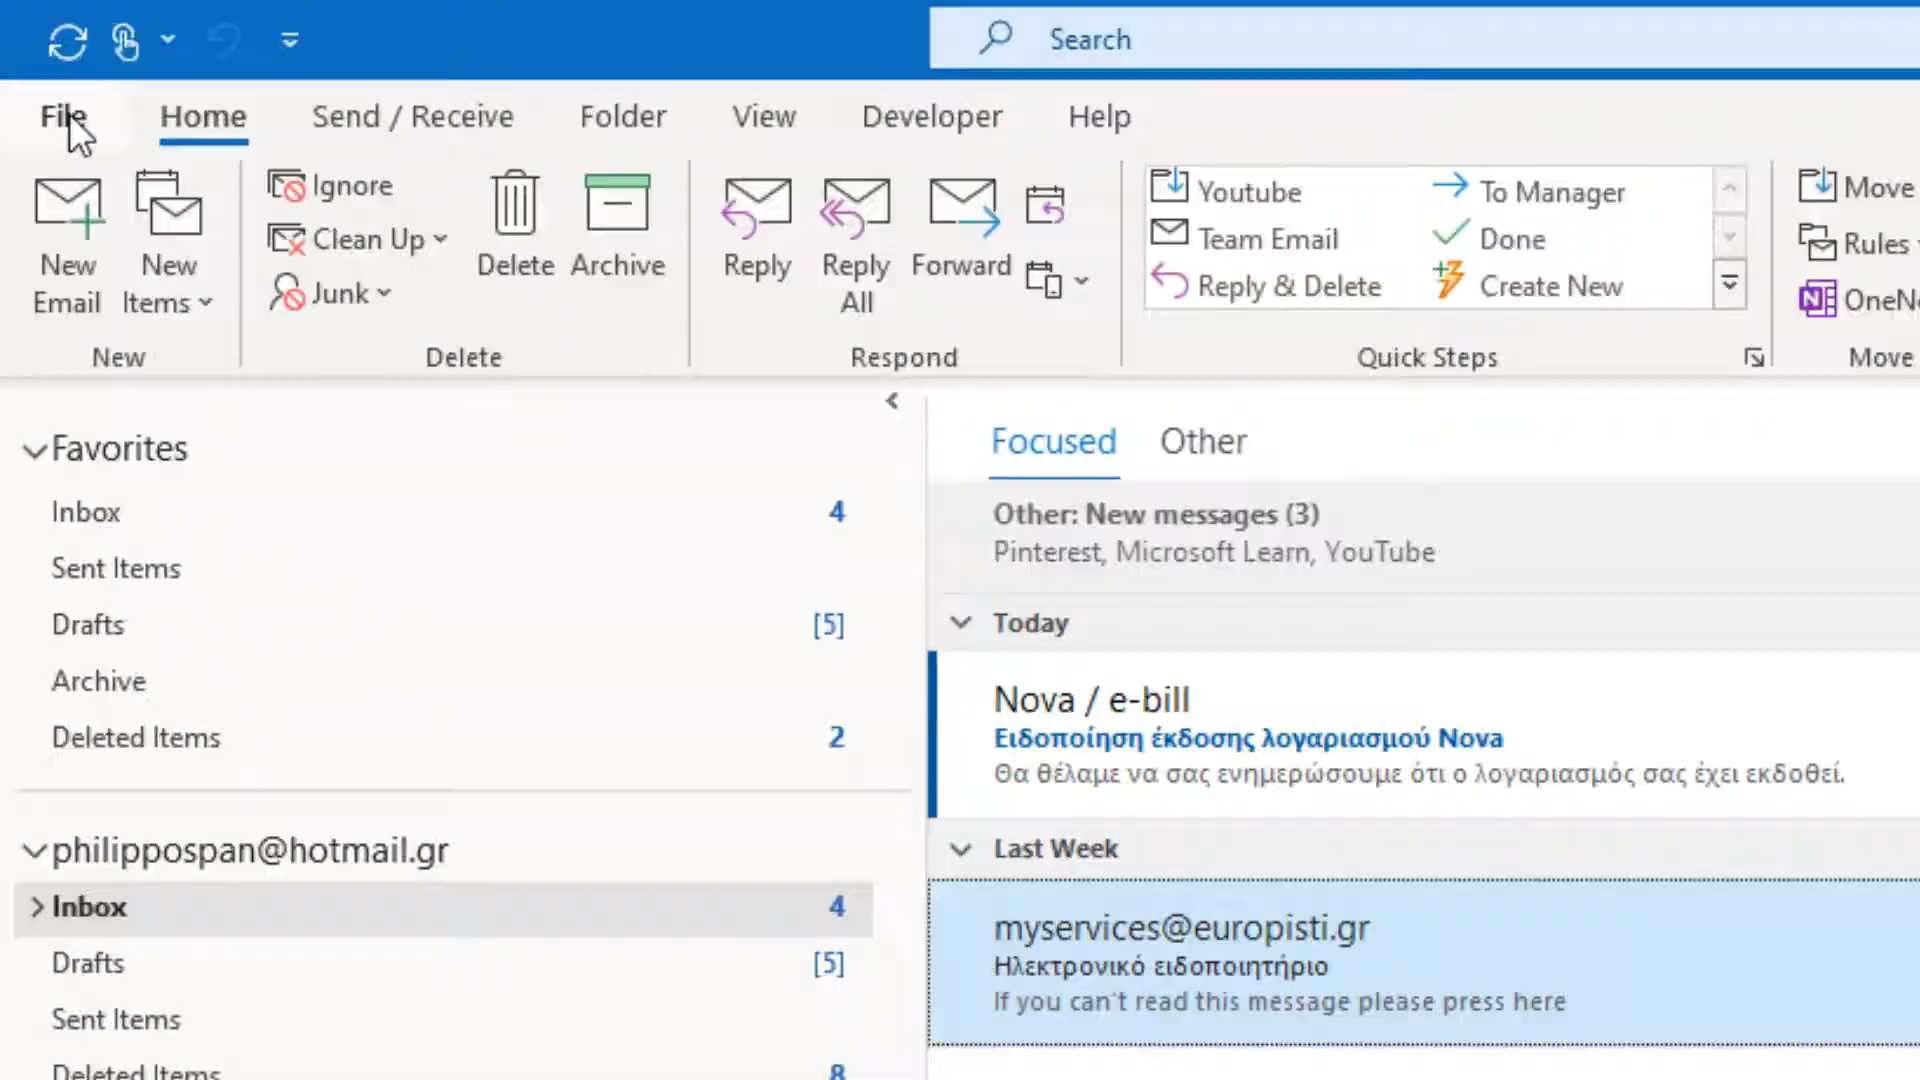 Search
File Home Send / Receive Folder View Developer Help
New Email
New Items
Ignore
Clean Up
Junk
Delete
Archive
Reply
Reply All
Forward
Youtube
Team Email
Reply & Delete
To Manager
Done
Create New
Move
Rules
New Delete Respond Quick Steps Move
Favorites
Inbox 4
Sent Items
Drafts [5]
Archive
Deleted Items 2
philippospan@hotmail.gr
Inbox 4
Drafts [5]
Sent Items
Deleted Items 8
Focused Other
Other: New messages (3)
Pinterest, Microsoft Learn, YouTube
Today
Nova / e-bill
Ειδοποίηση έκδοσης λογαριασμού Nova
Θα θέλαμε να σας ενημερώσουμε ότι ο λογαριασμός σας έχει εκδοθεί.
Last Week
myservices@europisti.gr
Ηλεκτρονικό ειδοποιητήριο
If you can't read this message please press here